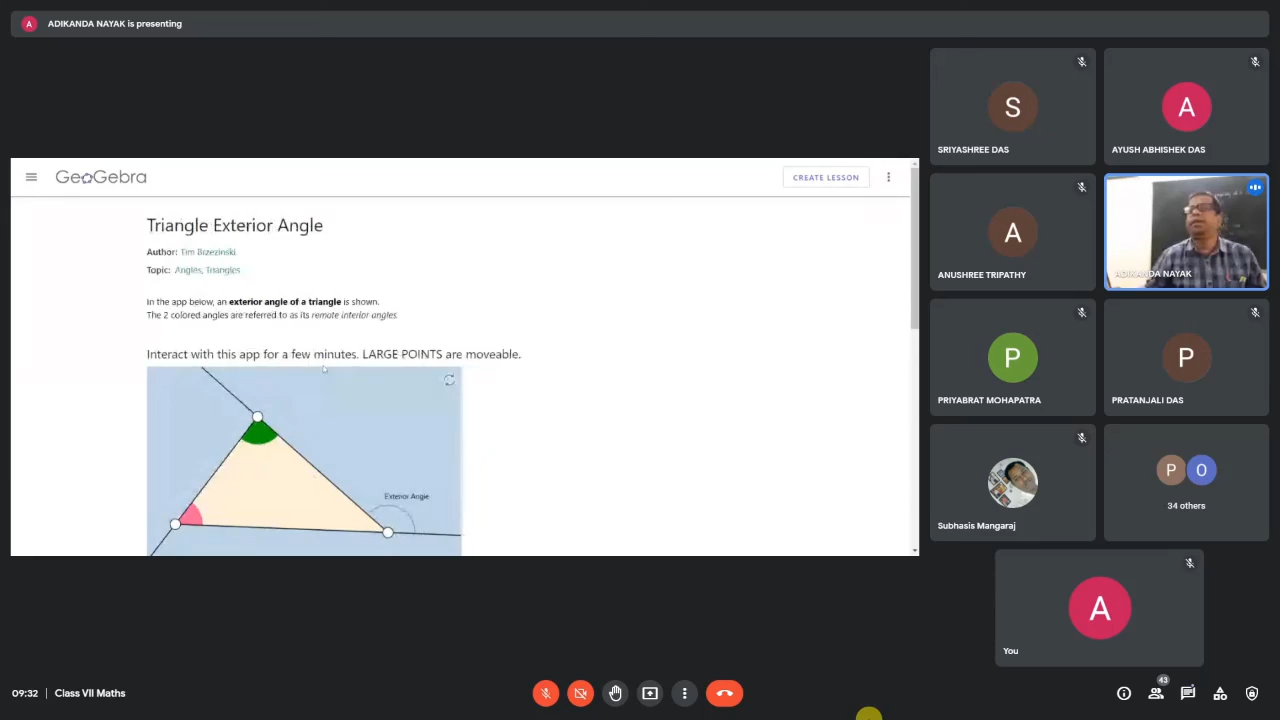 A ADIKANDA NAYAK is presenting
GeoGebra
CREATE LESSON
Triangle Exterior Angle
Author: Tim Brzezinski
Topic: Angles, Triangles
In the app below, an exterior angle of a triangle is shown.
The 2 colored angles are referred to as its remote interior angles
Interact with this app for a few minutes. LARGE POINTS are moveable.
Exterior Angle
S
SRIYASHREE DAS
A
AYUSH ABHISHEK DAS
A
ANUSHREE TRIPATHY
ADIKANDA NAYAK
P
PRIYABRAT MOHAPATRA
P
PRATANJALI DAS
Subhasis Mangaraj
P O
34 others
A
You
09:32 | Class VII Maths
43